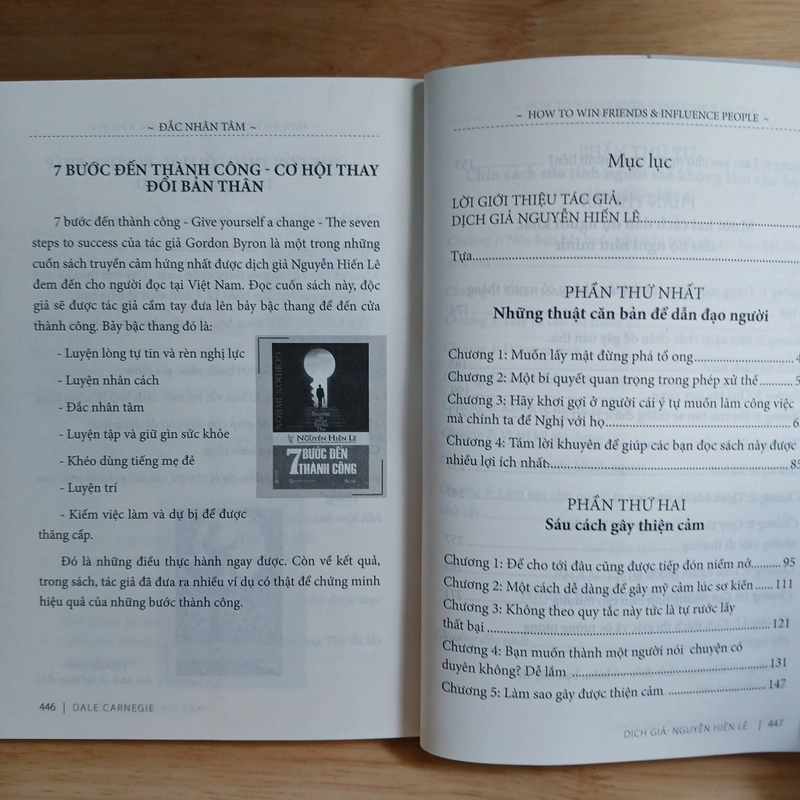 ~ ĐẮC NHÂN TÂM ~
7 BƯỚC ĐẾN THÀNH CÔNG - CƠ HỘI THAY
ĐỔI BẢN THÂN
7 bước đến thành công - Give yourself a change - The seven
steps to success của tác giả Gordon Byron là một trong những
cuốn sách truyền cảm hứng nhất được dịch giả Nguyễn Hiến Lê
đem đến cho người đọc tại Việt Nam. Đọc cuốn sách này, độc
giả sẽ được tác giả cầm tay đưa lên bảy bậc thang để đến cửa
thành công. Bảy bậc thang đó là:
- Luyện lòng tự tin và rèn nghị lực
- Luyện nhân cách
- Đắc nhân tâm
- Luyện tập và giữ gìn sức khỏe
- Khéo dùng tiếng mẹ đẻ
- Luyện trí
- Kiếm việc làm và dự bị để được
thăng cấp.
GORDON BYRON
NGUYỄN HIẾN LÊ
7 BƯỚC ĐẾN
THÀNH CÔNG
Đó là những điều thực hành ngay được. Còn về kết quả,
trong sách, tác giả đã đưa ra nhiều ví dụ có thật để chứng minh
hiệu quả của những bước thành công.
446 | DALE CARNEGIE
~ HOW TO WIN FRIENDS & INFLUENCE PEOPLE ~
Mục lục
LỜI GIỚI THIỆU TÁC GIẢ,
DỊCH GIẢ NGUYỄN HIẾN LÊ
Tựa
PHẦN THỨ NHẤT
Những thuật căn bản để dẫn đạo người
Chương 1: Muốn lấy mật đừng phá tổ ong
Chương 2: Một bí quyết quan trọng trong phép xử thế
Chương 3: Hãy khơi gợi ở người cái ý tự muốn làm công việc
mà chính ta để Nghị với họ
Chương 4: Tám lời khuyên để giúp các bạn đọc sách này được
nhiều lợi ích nhất: 85
PHẦN THỨ HAI
Sáu cách gây thiện cảm
Chương 1: Để cho tới đâu cũng được tiếp đón niềm nở 95
Chương 2: Một cách dễ dàng để gây mỹ cảm lúc sơ kiến 111
Chương 3: Không theo quy tắc này tức là tự rước lấy
thất bại 121
Chương 4: Bạn muốn thành một người nói chuyện có
duyên không? Dễ lắm 131
Chương 5: Làm sao gây được thiện cảm 147
DỊCH GIẢ: NGUYỄN HIẾN LÊ | 447